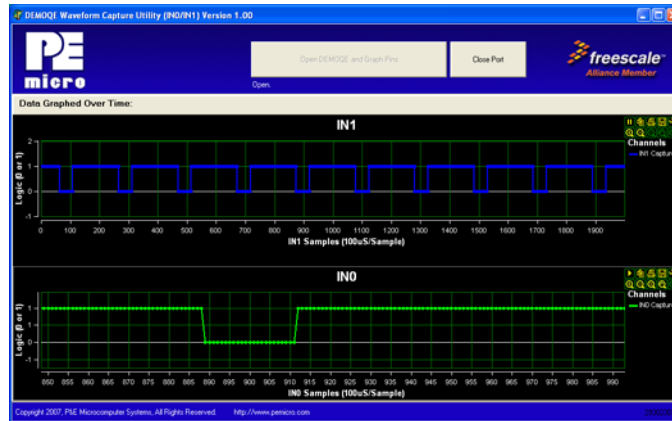 DEMOQE Waveform Capture Utility (IN0/IN1) Version 1.00
PE
micro
Open DEMOQE and Graph Pins
Close Port
freescale
Alliance Member
Open.
Data Graphed Over Time:
IN1
Logic (0 or 1)
2
1
0
-1
0 100 200 300 400 500 600 700 800 900 1000 1100 1200 1300 1400 1500 1600 1700 1800 1900
IN1 Samples (100uS/Sample)
Channels
IN1 Captur
IN0
Logic (0 or 1)
1
0
-1
850 855 860 865 870 875 880 885 890 895 900 905 910 915 920 925 930 935 940 945 950 955 960 965 970 975 980 985 990
IN0 Samples (100uS/Sample)
Channels
IN0 Captur
Copyright 2007, P&E Microcomputer Systems, All Rights Reserved. http://www.pemicro.com